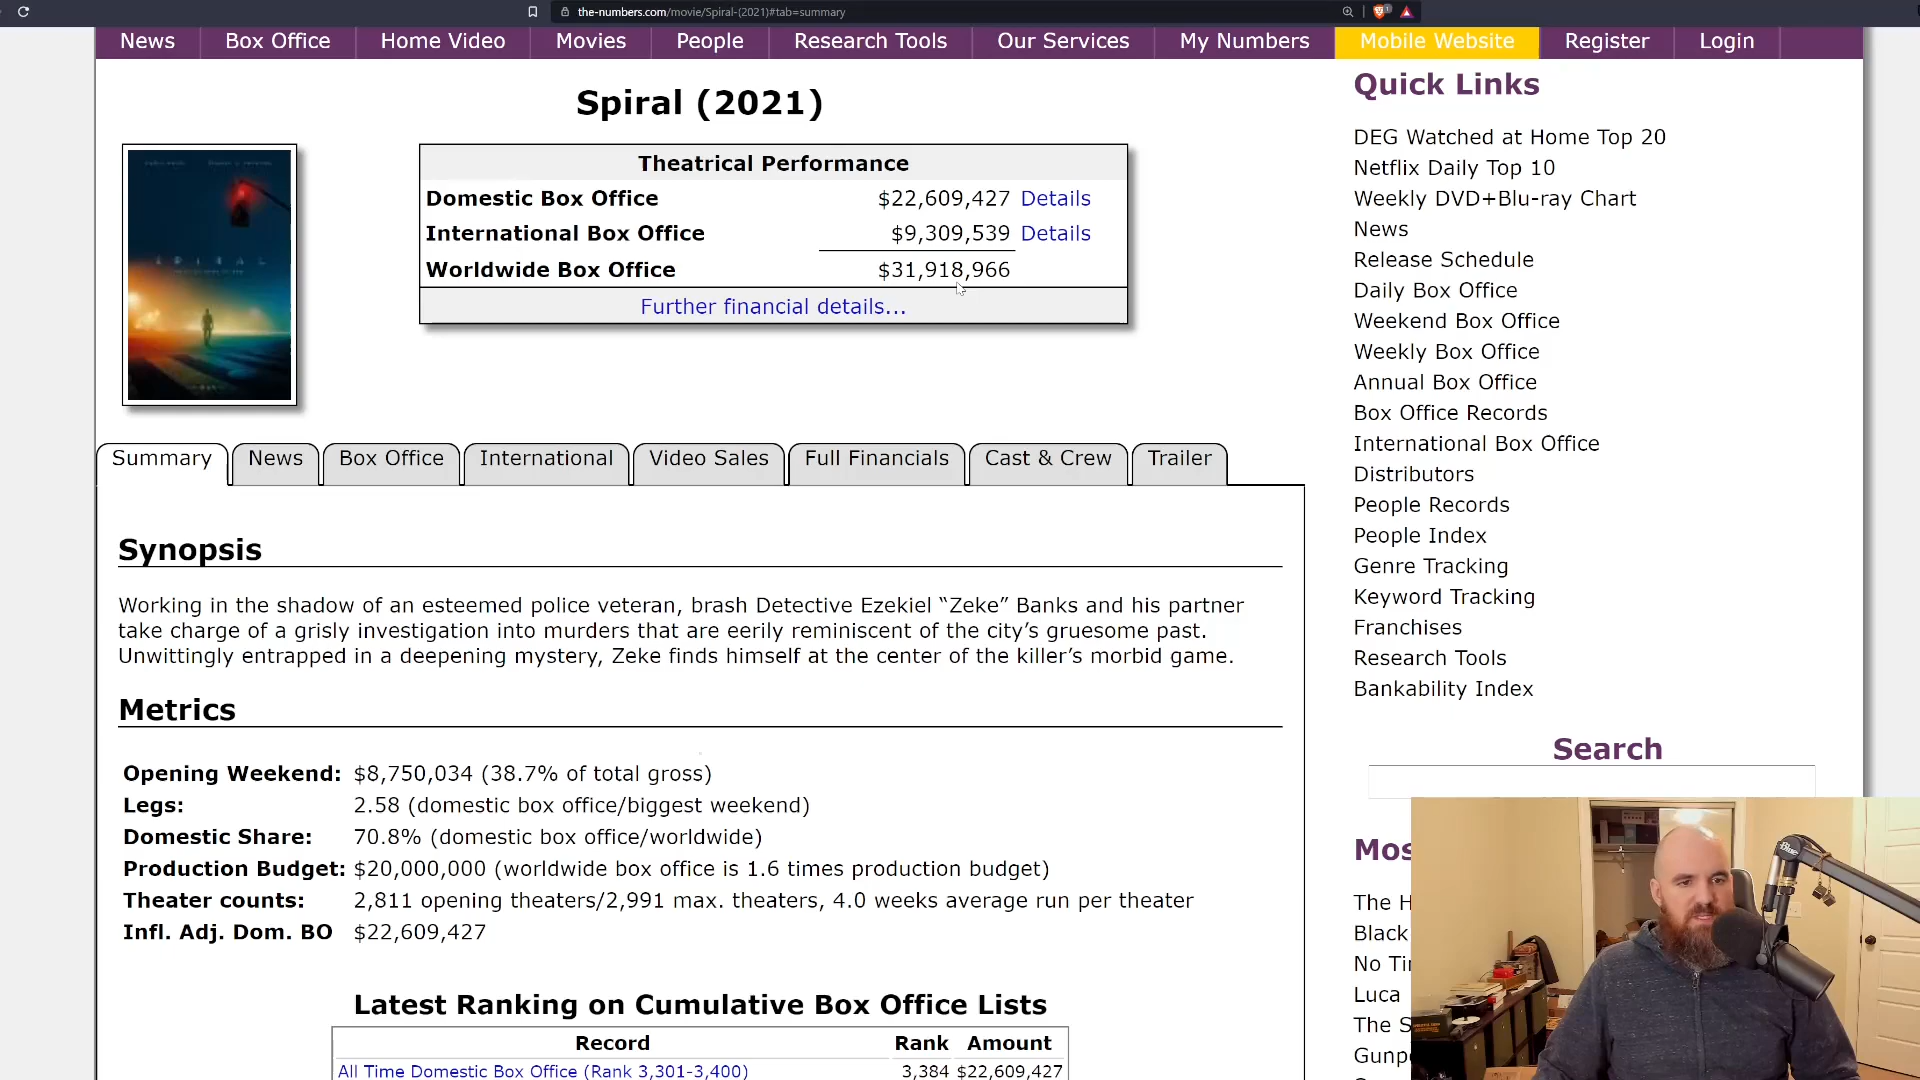 the-numbers.com/movie/Spiral-(2021)#tab=summary
News Box Office Home Video Movies People Research Tools Our Services My Numbers Mobile Website Register Login
Spiral (2021)
Theatrical Performance
Domestic Box Office $22,609,427 Details
International Box Office $9,309,539 Details
Worldwide Box Office $31,918,966
Further financial details...
SPIRAL
Summary News Box Office International Video Sales Full Financials Cast & Crew Trailer
Synopsis
Working in the shadow of an esteemed police veteran, brash Detective Ezekiel “Zeke” Banks and his partner
take charge of a grisly investigation into murders that are eerily reminiscent of the city’s gruesome past.
Unwittingly entrapped in a deepening mystery, Zeke finds himself at the center of the killer’s morbid game.
Metrics
Opening Weekend: $8,750,034 (38.7% of total gross)
Legs: 2.58 (domestic box office/biggest weekend)
Domestic Share: 70.8% (domestic box office/worldwide)
Production Budget: $20,000,000 (worldwide box office is 1.6 times production budget)
Theater counts: 2,811 opening theaters/2,991 max. theaters, 4.0 weeks average run per theater
Infl. Adj. Dom. BO $22,609,427
Latest Ranking on Cumulative Box Office Lists
Record Rank Amount
All Time Domestic Box Office (Rank 3,301-3,400) 3,384 $22,609,427
Quick Links
DEG Watched at Home Top 20
Netflix Daily Top 10
Weekly DVD+Blu-ray Chart
News
Release Schedule
Daily Box Office
Weekend Box Office
Weekly Box Office
Annual Box Office
Box Office Records
International Box Office
Distributors
People Records
People Index
Genre Tracking
Keyword Tracking
Franchises
Research Tools
Bankability Index
Search
Mos
The H
Black
No Ti
Luca
The S
Gunp
Blue